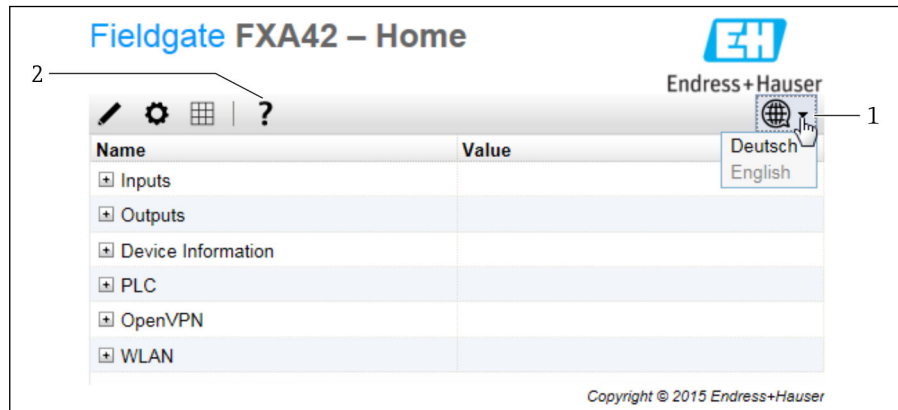 Fieldgate FXA42 – Home
EH
Endress+Hauser
2
?
1
Name Value
Deutsch
English
Inputs
Outputs
Device Information
PLC
OpenVPN
WLAN
Copyright © 2015 Endress+Hauser